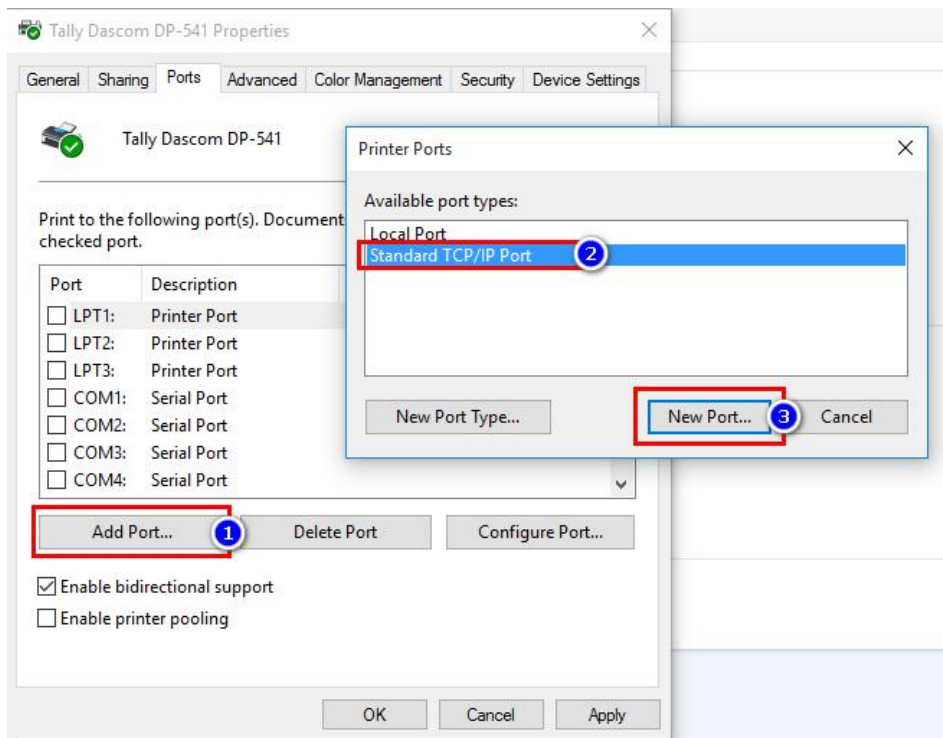 Tally Dascom DP-541 Properties
General Sharing Ports Advanced Color Management Security Device Settings
Tally Dascom DP-541
Print to the following port(s). Document
checked port.
Port Description
LPT1: Printer Port
LPT2: Printer Port
LPT3: Printer Port
COM1: Serial Port
COM2: Serial Port
COM3: Serial Port
COM4: Serial Port
Add Port... 1 Delete Port Configure Port...
Enable bidirectional support
Enable printer pooling
OK Cancel Apply
Printer Ports
Available port types:
Local Port
Standard TCP/IP Port 2
New Port Type... New Port... 3 Cancel